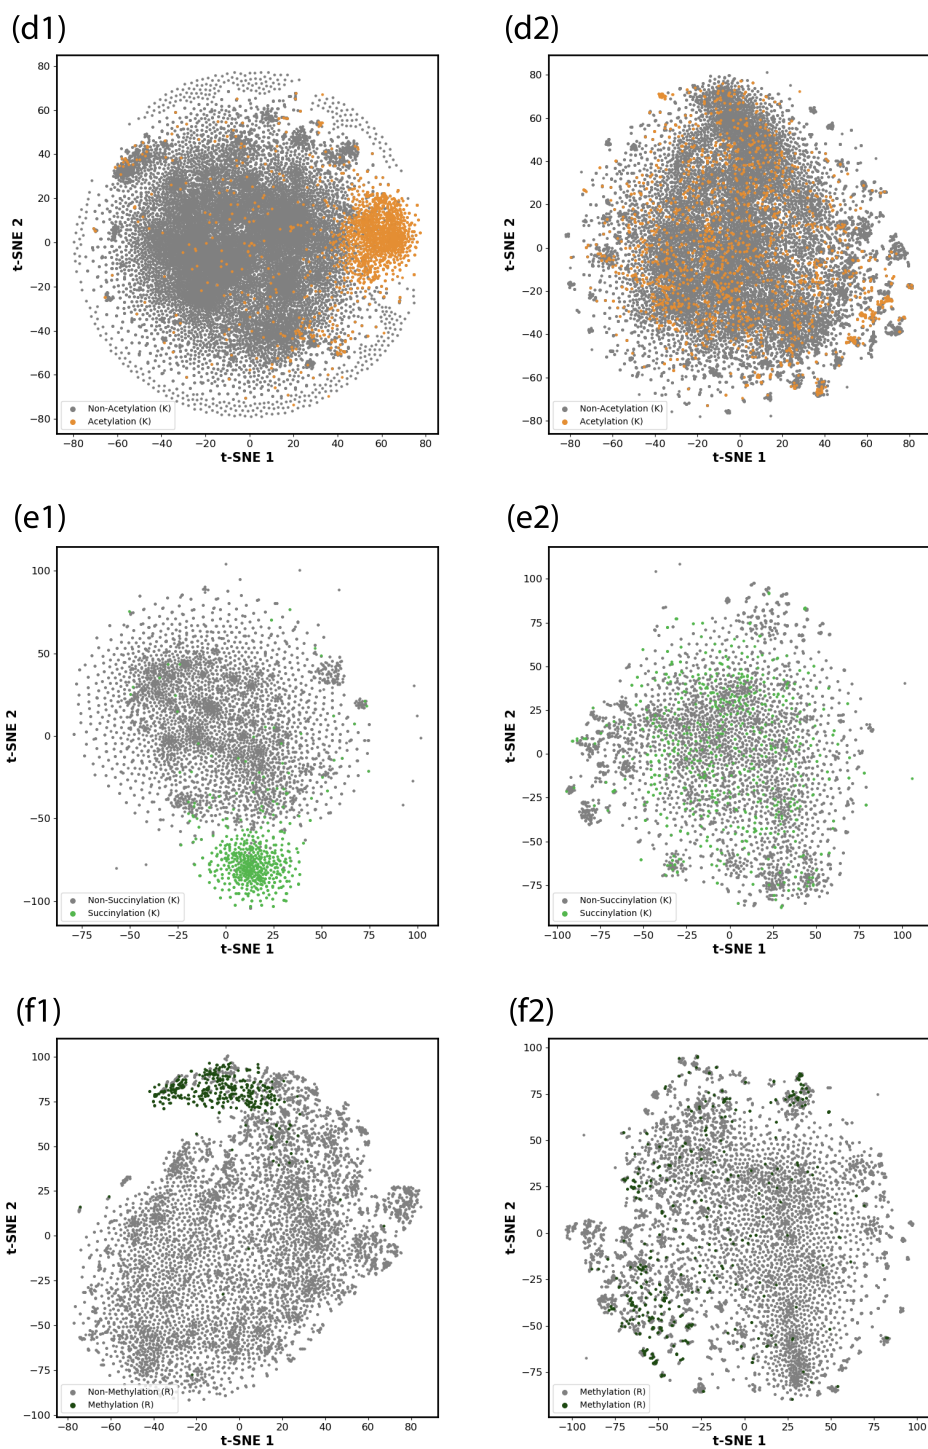 (d1)
(d2)
80
60
40
20
0
−20
−40
−60
−80
t-SNE 2
Non-Acetylation (K)
Acetylation (K)
−80 −60 −40 −20 0 20 40 60 80
t-SNE 1
80
60
40
20
0
−20
−40
−60
−80
t-SNE 2
Non-Acetylation (K)
Acetylation (K)
−80 −60 −40 −20 0 20 40 60 80
t-SNE 1
(e1)
(e2)
100
50
0
−50
−100
t-SNE 2
Non-Succinylation (K)
Succinylation (K)
−75 −50 −25 0 25 50 75 100
t-SNE 1
100
75
50
25
0
−25
−50
−75
t-SNE 2
Non-Succinylation (K)
Succinylation (K)
−100 −75 −50 −25 0 25 50 75 100
t-SNE 1
(f1)
(f2)
100
75
50
25
0
−25
−50
−75
−100
t-SNE 2
Non-Methylation (R)
Methylation (R)
−80 −60 −40 −20 0 20 40 60 80
t-SNE 1
100
75
50
25
0
−25
−50
−75
t-SNE 2
Methylation (R)
Methylation (R)
−100 −75 −50 −25 0 25 50 75 100
t-SNE 1